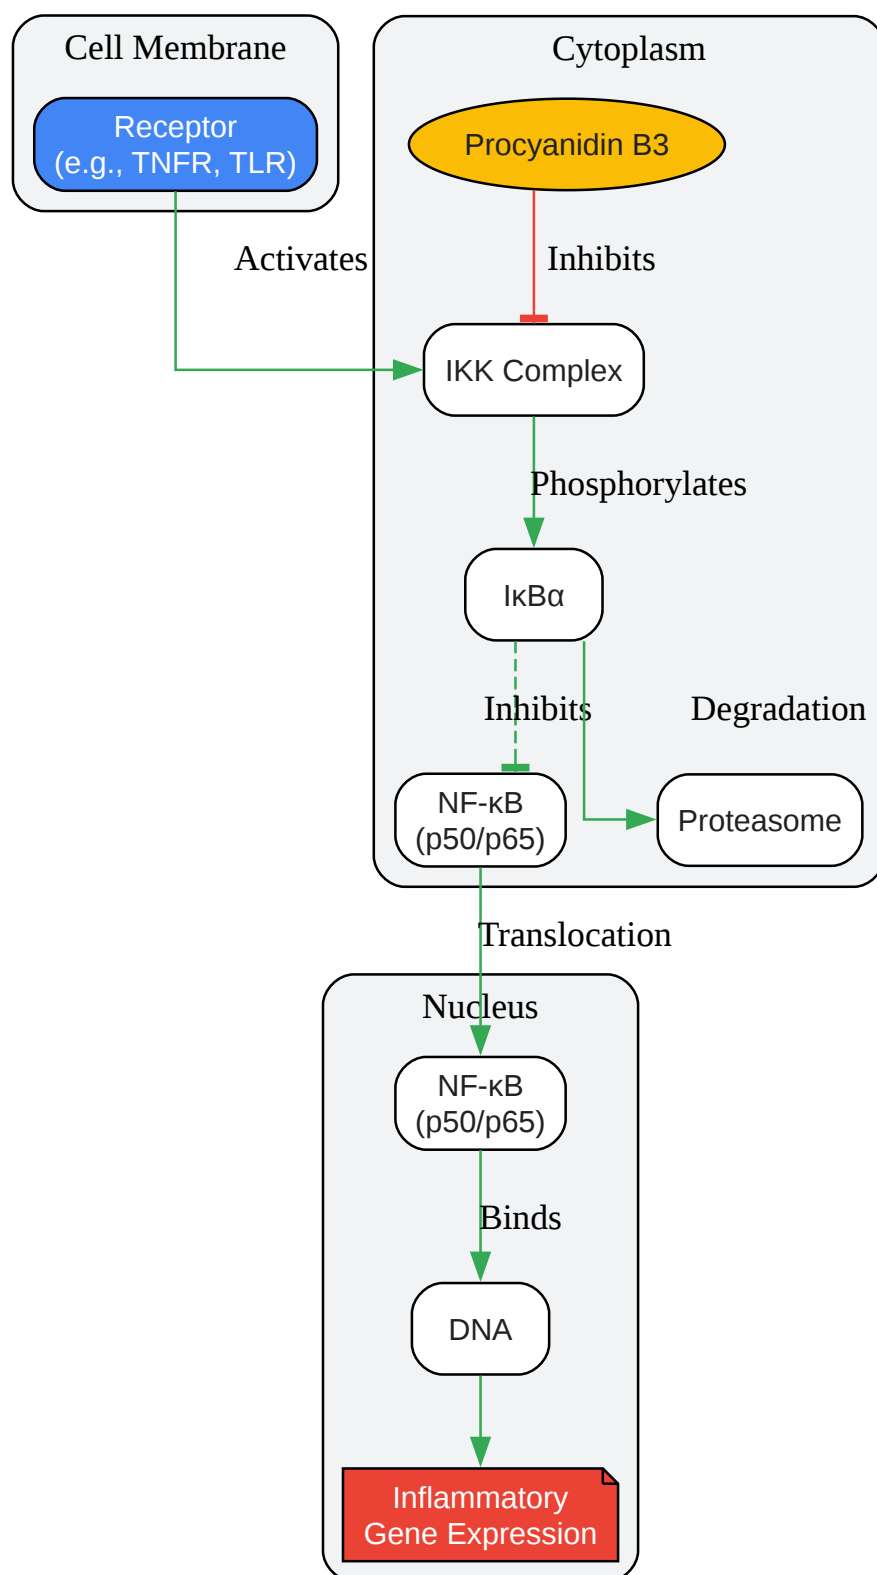 Cell Membrane
Receptor
(e.g., TNFR, TLR)
Cytoplasm
Procyanidin B3
Activates
Inhibits
IKK Complex
Phosphorylates
IκBα
Inhibits
Degradation
NF-κB
(p50/p65)
Proteasome
Translocation
Nucleus
NF-κB
(p50/p65)
Binds
DNA
Inflammatory
Gene Expression